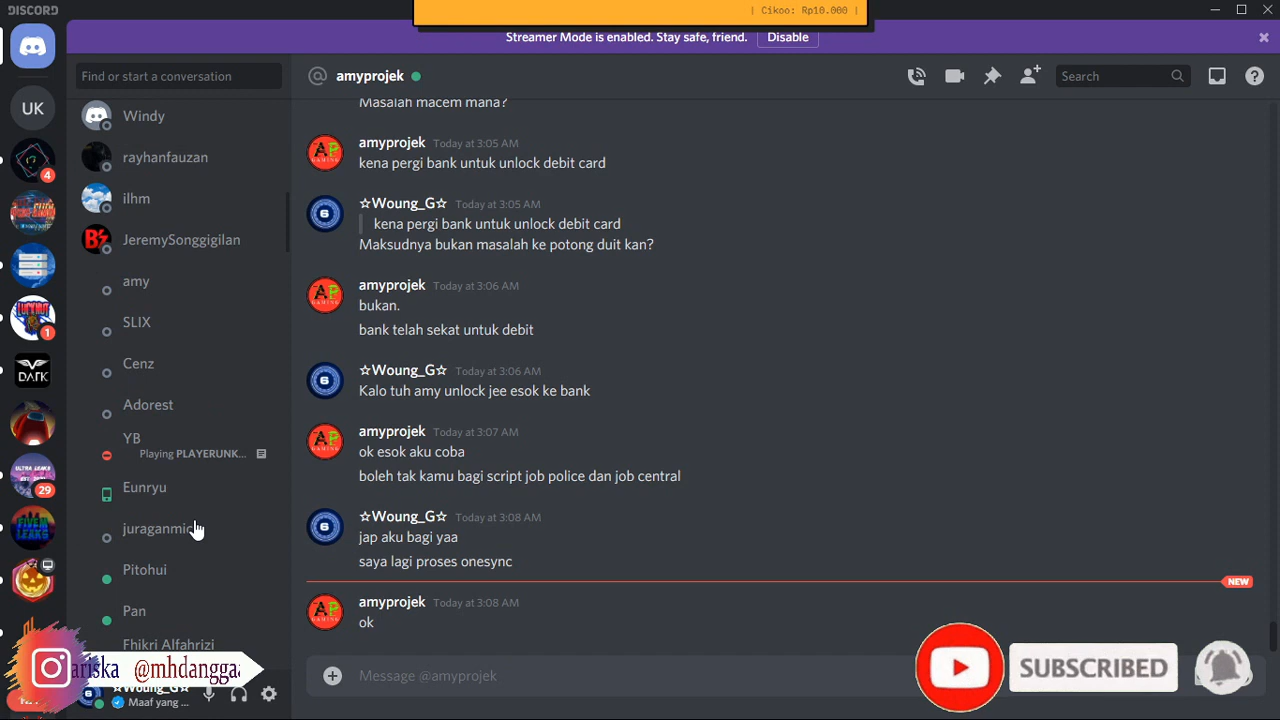 DISCORD
| Cikoo: Rp10.000 |
Streamer Mode is enabled. Stay safe, friend.
Disable
Find or start a conversation
amyprojek
Search
UK
Windy
rayhanfauzan
ilhm
JeremySonggigilan
amy
SLIX
Cenz
Adorest
YB
Playing PLAYERUNK...
Eunryu
juraganmic
Pitohui
Pan
Fhikri Alfahrizi
4
1
DARK
29
Masalah macem mana?
amyprojek Today at 3:05 AM
kena pergi bank untuk unlock debit card
☆Woung_G☆ Today at 3:05 AM
kena pergi bank untuk unlock debit card
Maksudnya bukan masalah ke potong duit kan?
amyprojek Today at 3:06 AM
bukan.
bank telah sekat untuk debit
☆Woung_G☆ Today at 3:06 AM
Kalo tuh amy unlock jee esok ke bank
amyprojek Today at 3:07 AM
ok esok aku coba
boleh tak kamu bagi script job police dan job central
☆Woung_G☆ Today at 3:08 AM
jap aku bagi yaa
saya lagi proses onesync
NEW
amyprojek Today at 3:08 AM
ok
Message @amyprojek
ariska @mhdangga
☆Woung_G☆
Maaf yang ...
SUBSCRIBED